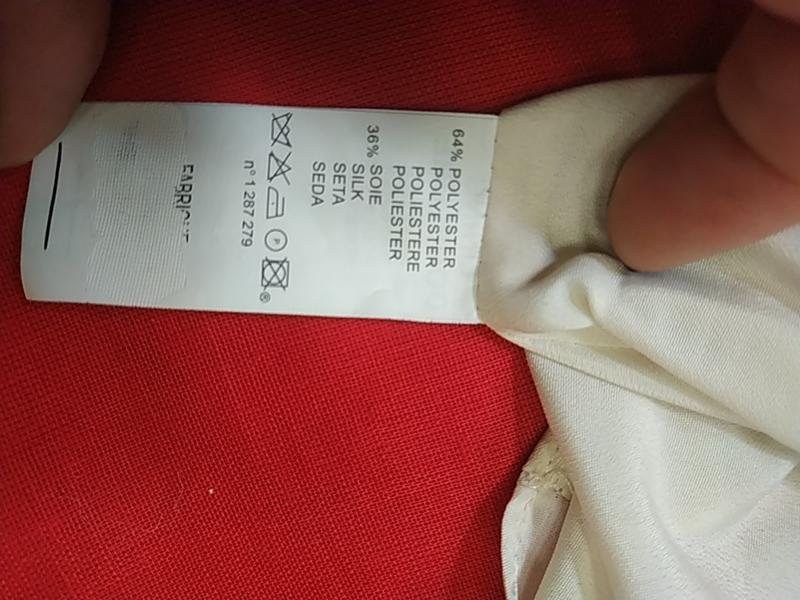 64% POLYESTER
POLYESTER
POLIESTERE
POLIESTER
36% SOIE
SILK
SETA
SEDA
P
®
n° 1 287 279